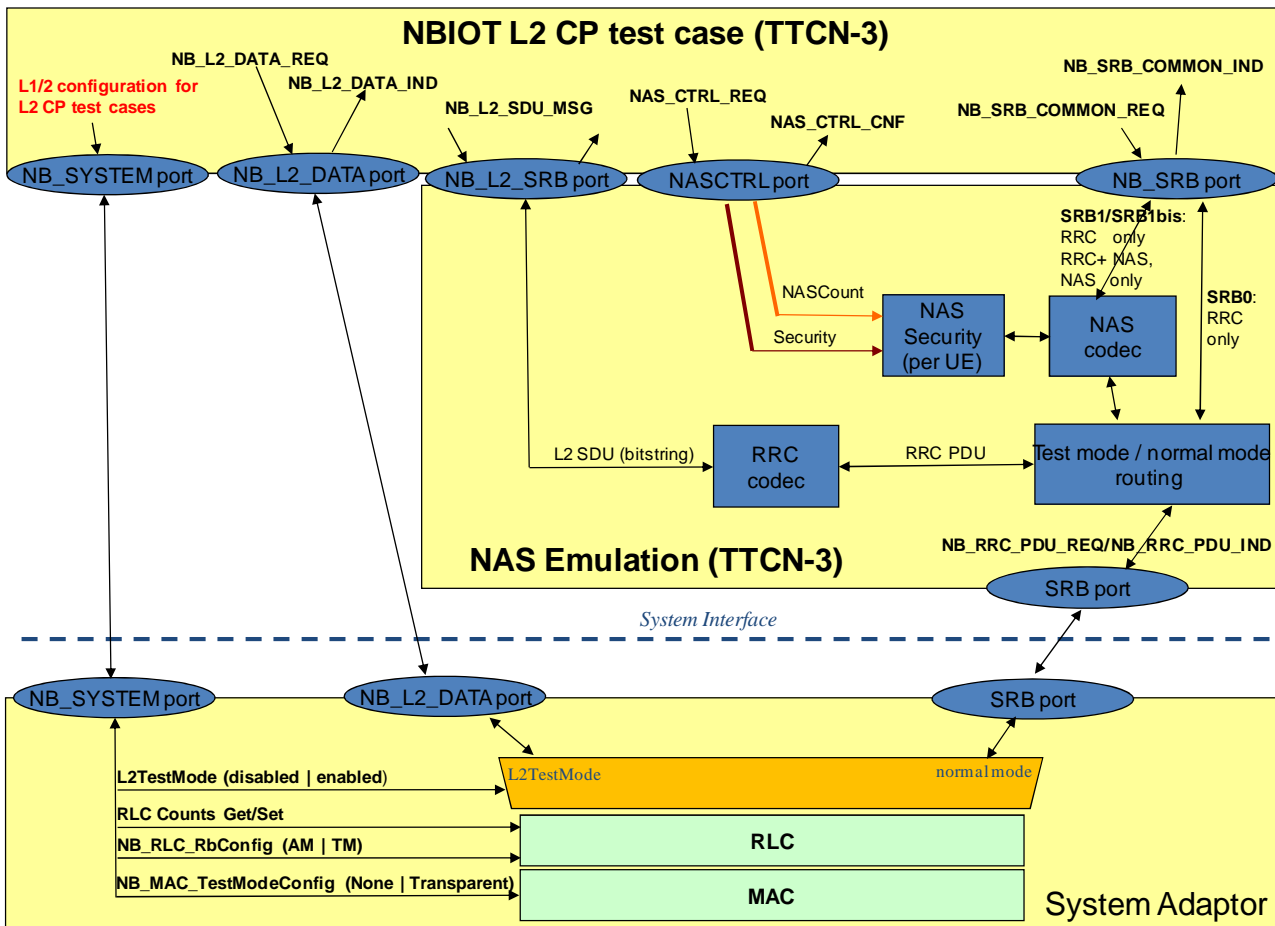 NBIOT L2 CP test case (TTCN-3)
NB_L2_DATA_REQ
NB_L2_DATA_IND
L1/2 configuration for
L2 CP test cases
NB_L2_SDU_MSG
NAS_CTRL_REQ
NAS_CTRL_CNF
NB_SRB_COMMON_IND
NB_SRB_COMMON_REQ
NB_SYSTEM port
NB_L2_DATA port
NB_L2_SRB port
NASCTRL port
NB_SRB port
SRB1/SRB1bis:
RRC only
RRC+ NAS,
NAS only
SRB0:
RRC
only
NASCount
Security
NAS
Security
(per UE)
NAS
codec
L2 SDU (bitstring)
RRC
codec
RRC PDU
Test mode / normal mode
routing
NB_RRC_PDU_REQ/NB_RRC_PDU_IND
NAS Emulation (TTCN-3)
SRB port
System Interface
NB_SYSTEM port
NB_L2_DATA port
SRB port
L2TestMode (disabled | enabled)
L2TestMode
normal mode
RLC Counts Get/Set
NB_RLC_RbConfig (AM | TM)
RLC
NB_MAC_TestModeConfig (None | Transparent)
MAC
System Adaptor